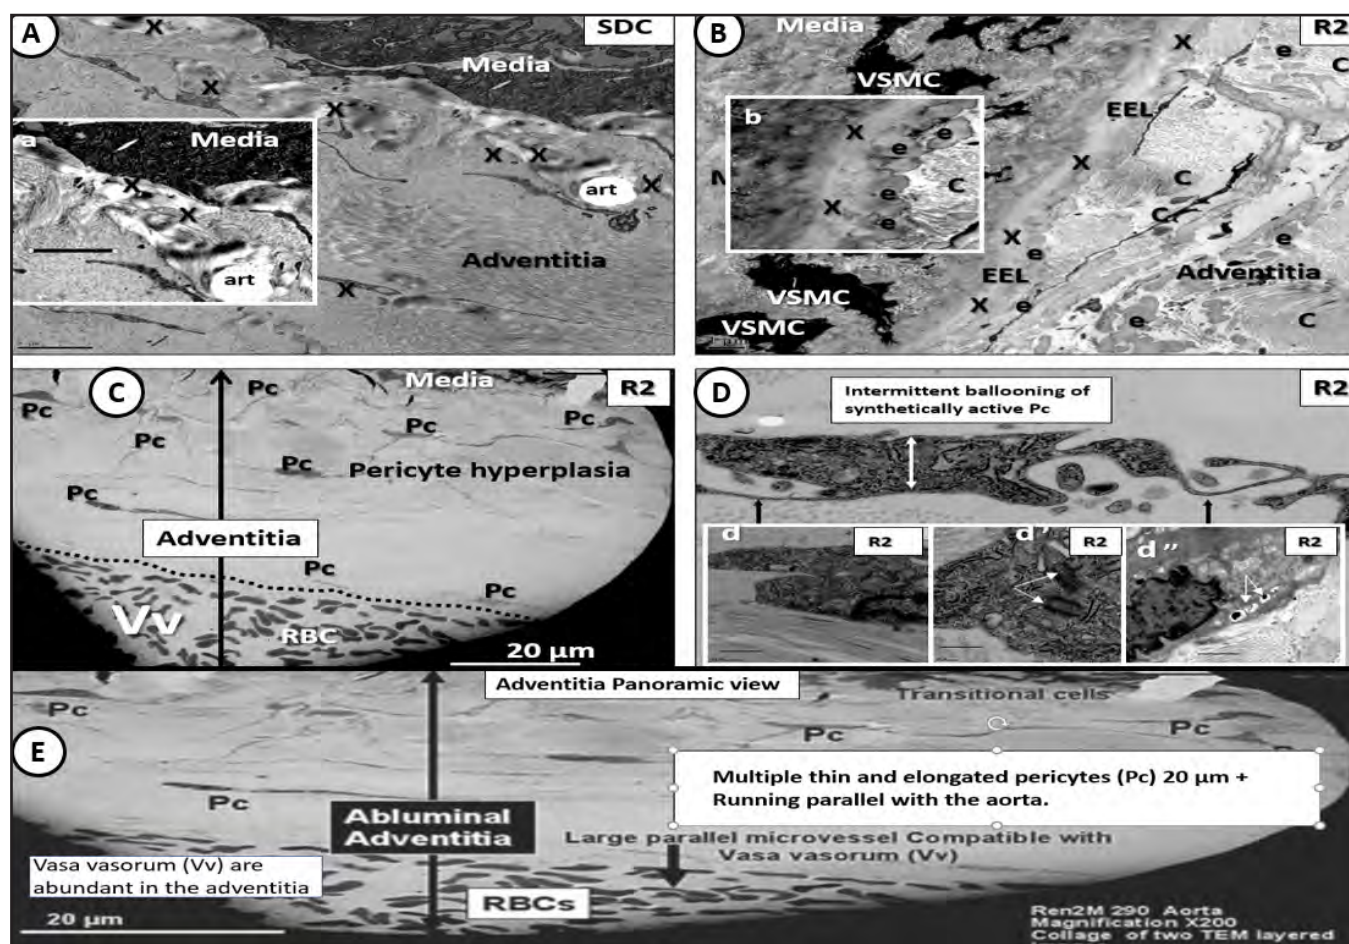 A
SDC
X
Media
X
X
X X
art
X
Adventitia
X
a
Media
X
X
art
B
R2
Media
X
e
C
VSMC
EEL
b
X
e
e
C
e
X
e
X
C
C
X
e
e
EEL
Adventitia
VSMC
X
e
e
C
VSMC
C
R2
Media
Pc
Pc
Pc
Pc
Pc
Pericyte hyperplasia
Pc
Adventitia
Pc
Pc
Vv
RBC
20 µm
D
R2
Intermittent ballooning of
synthetically active Pc
d
R2
d'
R2
d"
R2
E
Adventitia Panoramic view
Transitional cells
Pc
Pc
Pc
Pc
Multiple thin and elongated pericytes (Pc) 20 µm +
Running parallel with the aorta.
Abluminal
Adventitia
Large parallel microvessel Compatible with
Vasa vasorum (Vv)
Vasa vasorum (Vv) are
abundant in the adventitia
RBCs
20 µm
Ren2M 290 Aorta
Magnification X200
Collage of two TEM layered